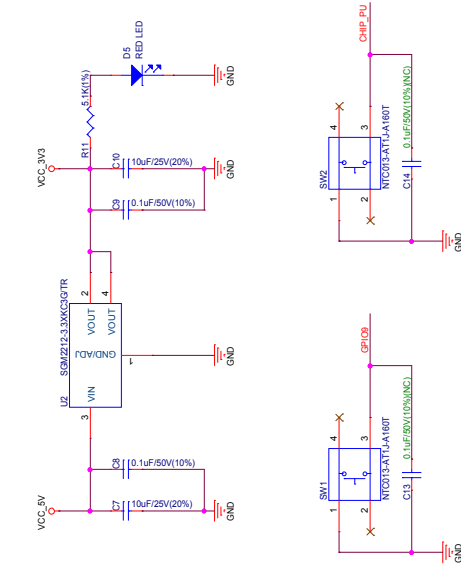 D5
RED LED
GND
5.1K(1%)
R11
VCC_3V3
C10
10uF/25V(20%)
GND
C9
0.1uF/50V(10%)
2
4
VOUT
VOUT
SGM2212-3.3XKC3G/TR
GND/ADJ
1
GND
VIN
U2
3
C8
0.1uF/50V(10%)
VCC_5V
C7
10uF/25V(20%)
GND
CHIP_PU
4
3
0.1uF/50V(10%)(NC)
NTC013-AT1J-A160T
SW2
C14
1
2
GND
GPIO9
4
3
0.1uF/50V(10%)(NC)
NTC013-AT1J-A160T
SW1
C13
1
2
GND